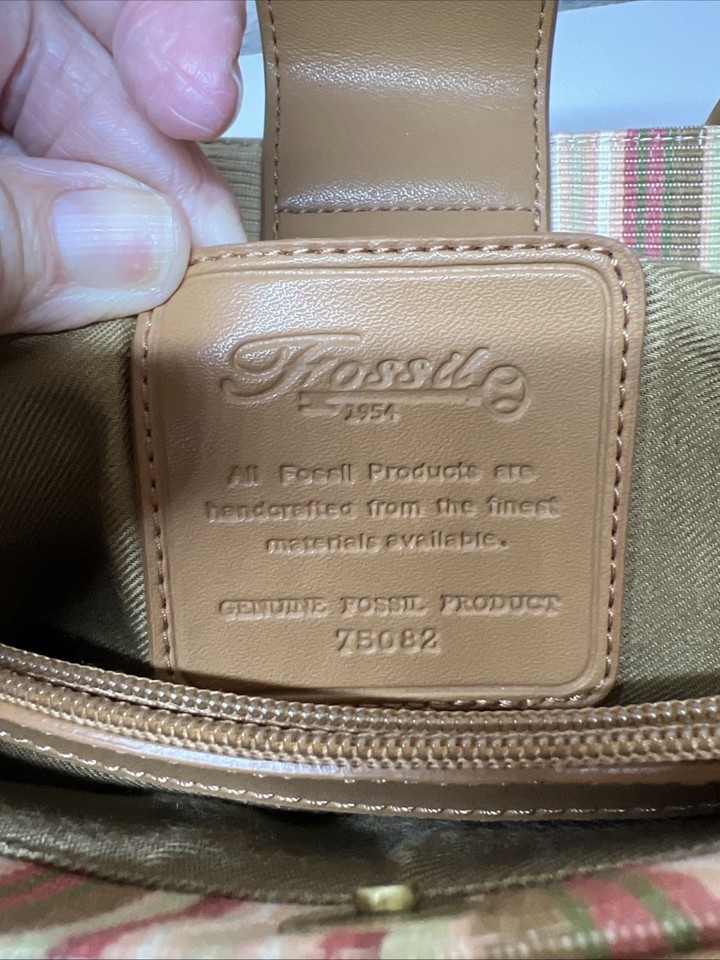 Fossil
1954
All Fossil Products are
handcrafted from the finest
materials available.
GENUINE FOSSIL PRODUCT
75082